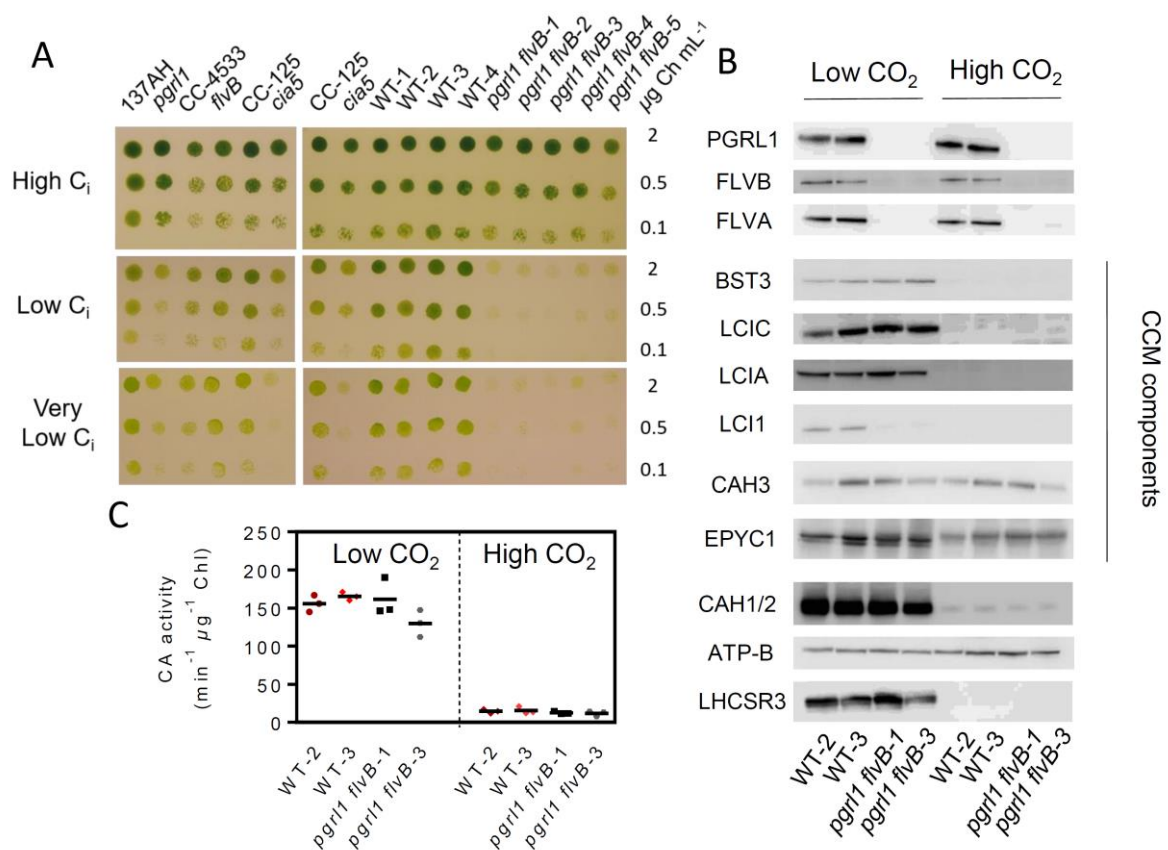 A
137AH
pgrl1
CC-4533
flvB
CC-125
cia5
CC-125
cia5
WT-1
WT-2
WT-3
WT-4
pgrl1 flvB-1
pgrl1 flvB-2
pgrl1 flvB-3
pgrl1 flvB-4
pgrl1 flvB-5
µg Ch mL⁻¹
High Cᵢ
2
0.5
0.1
Low Cᵢ
2
0.5
0.1
Very
Low Cᵢ
2
0.5
0.1
B
Low CO₂ High CO₂
PGRL1
FLVB
FLVA
BST3
LCIC
LCIA
LCI1
CAH3
EPYC1
CAH1/2
ATP-B
LHCSR3
CCM components
WT-2
WT-3
pgrl1 flvB-1
pgrl1 flvB-3
WT-2
WT-3
pgrl1 flvB-1
pgrl1 flvB-3
C
CA activity
(min⁻¹ µg⁻¹ Chl)
250
200
150
100
50
0
Low CO₂ High CO₂
WT-2
WT-3
pgrl1 flvB-1
pgrl1 flvB-3
WT-2
WT-3
pgrl1 flvB-1
pgrl1 flvB-3